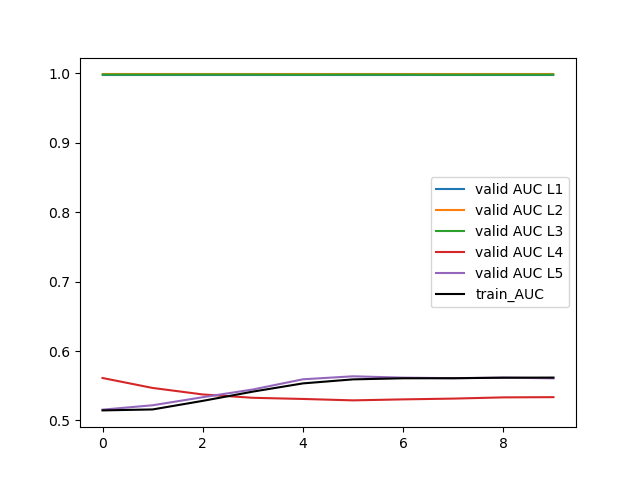 1.0
0.9
0.8
0.7
0.6
0.5
0 2 4 6 8
valid AUC L1
valid AUC L2
valid AUC L3
valid AUC L4
valid AUC L5
train_AUC